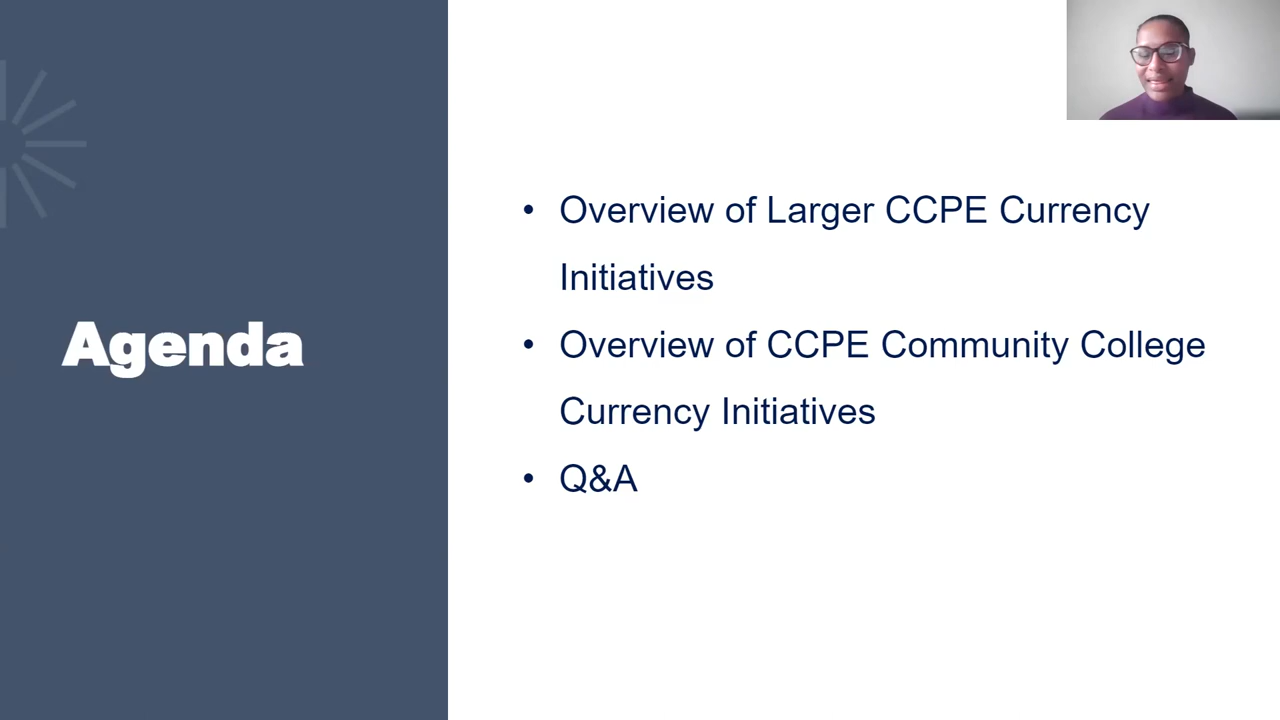 Agenda
• Overview of Larger CCPE Currency
Initiatives
• Overview of CCPE Community College
Currency Initiatives
• Q&A